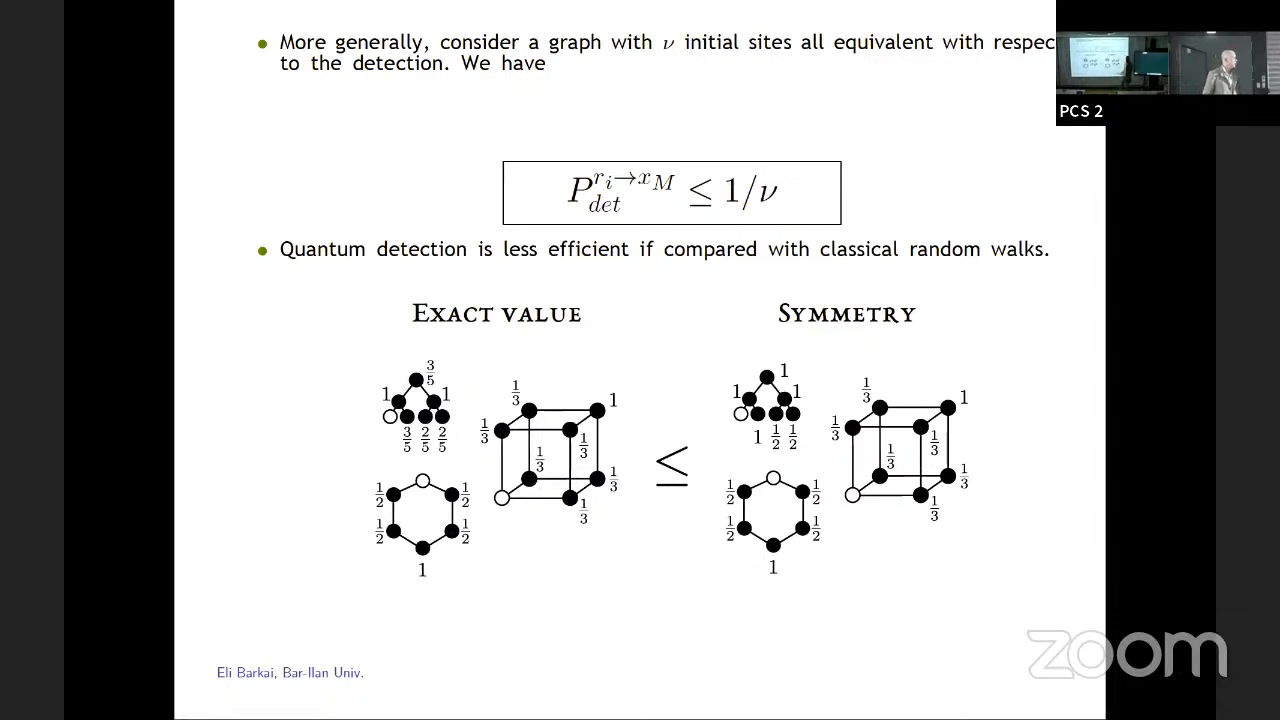 • More generally, consider a graph with ν initial sites all equivalent with respec
to the detection. We have
PCS 2
P_{det}^{r_i→x_M} ≤ 1/ν
• Quantum detection is less efficient if compared with classical random walks.
EXACT VALUE
SYMMETRY
3/5
1 1
3/5 2/5 2/5
1/3 1
1/3 1/3
1/3 1/3
1/3
1/2 1/2
1/2 1/2
1
≤
1
1 1
1 1/2 1/2
1/3 1
1/3 1/3
1/3 1/3
1/3
1/2 1/2
1/2 1/2
1
Eli Barkai, Bar-Ilan Univ.
zoom